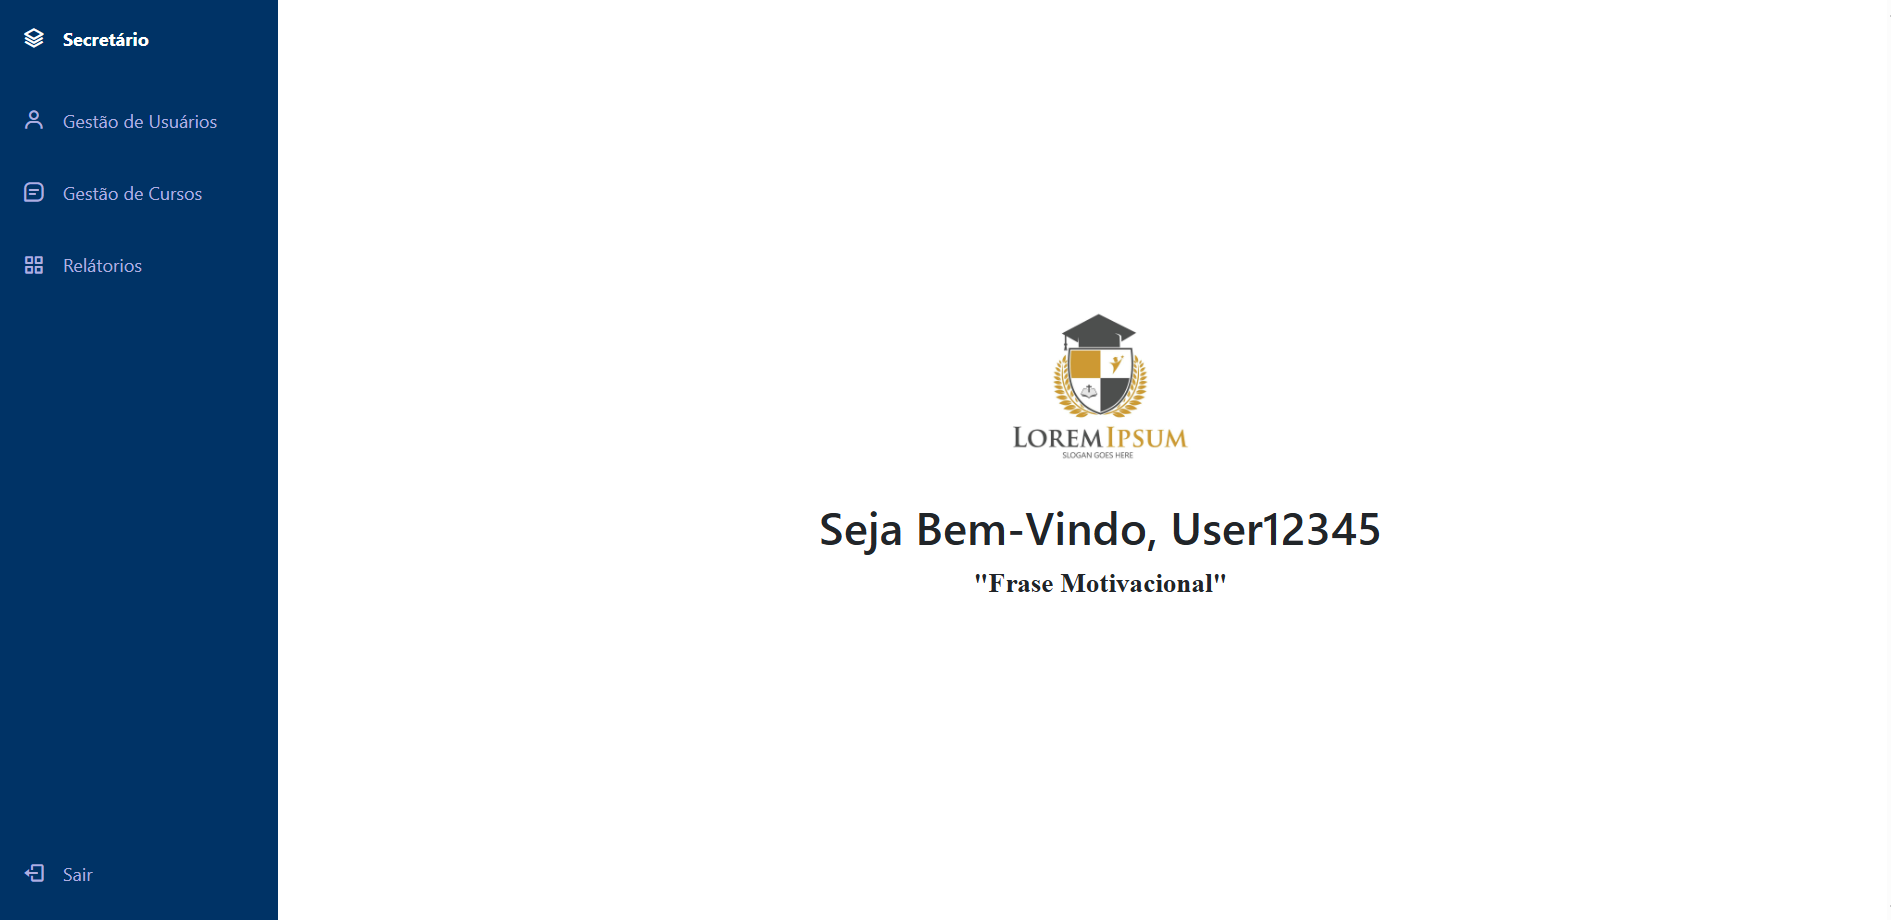 Secretário
Gestão de Usuários
Gestão de Cursos
Relátorios
Sair
LOREM IPSUM
SLOGAN GOES HERE
Seja Bem-Vindo, User12345
"Frase Motivacional"